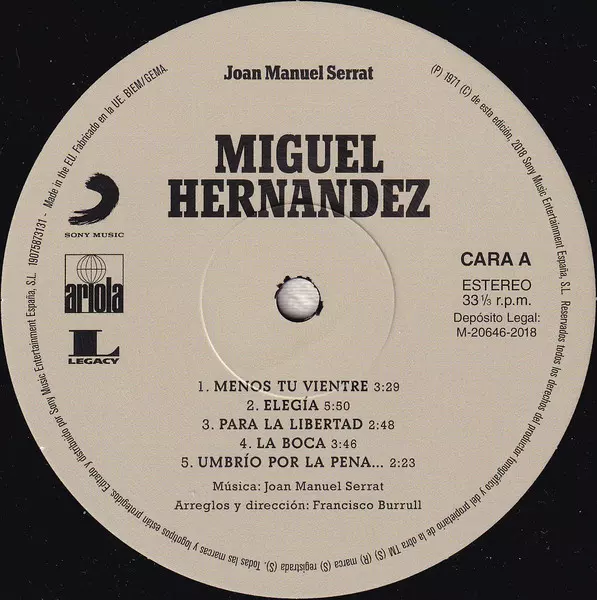 Joan Manuel Serrat
MIGUEL
HERNANDEZ
SONY MUSIC
ariola
L
LEGACY
CARA A
ESTEREO
33 ⅓ r.p.m.
Depósito Legal:
M-20646-2018
1. MENOS TU VIENTRE 3:29
2. ELEGÍA 5:50
3. PARA LA LIBERTAD 2:48
4. LA BOCA 3:46
5. UMBRÍO POR LA PENA... 2:23
Música: Joan Manuel Serrat
Arreglos y dirección: Francisco Burrull
(P) 1971 (C) de esta edición, 2018 Sony Music Entertainment España, S.L. Reservados todos los derechos del productor fonográfico y del propietario de la obra TM (S) (R) marca (S) registrada (S). Todas las marcas y logotipos están protegidos. Editado y distribuido por Sony Music Entertainment España, S.L. 19075873131 - Made in the EU. Fabricado en la UE. BIEM/GEMA.